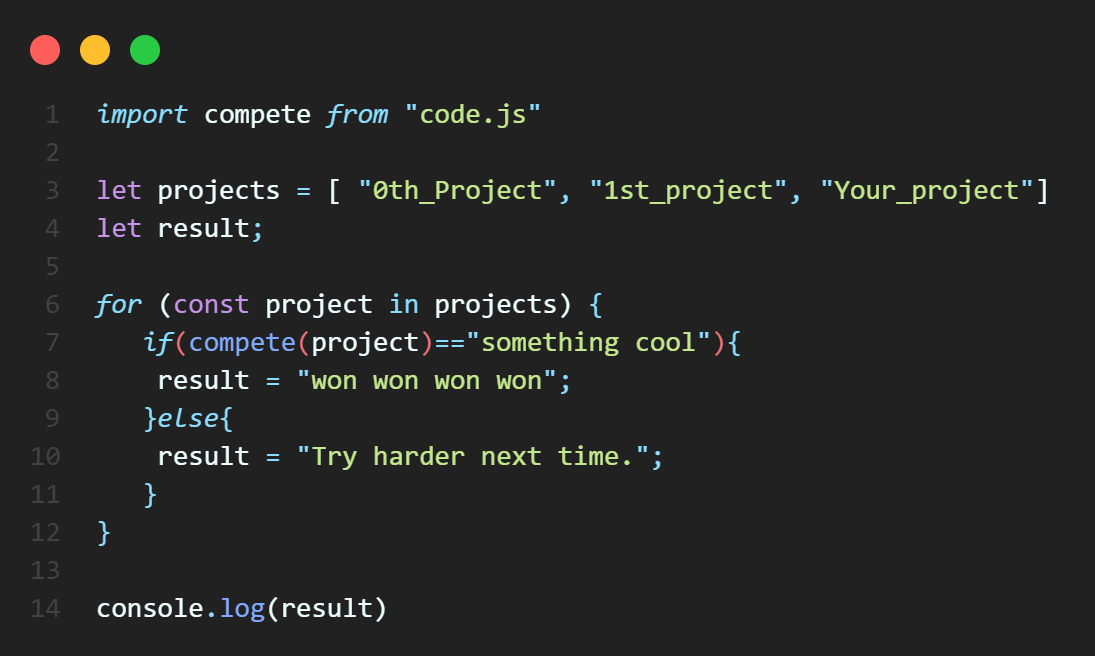 1 import compete from "code.js"
2
3 let projects = [ "0th_Project", "1st_project", "Your_project"]
4 let result;
5
6 for (const project in projects) {
7    if(compete(project)=="something cool"){
8     result = "won won won won";
9    }else{
10     result = "Try harder next time.";
11    }
12 }
13
14 console.log(result)